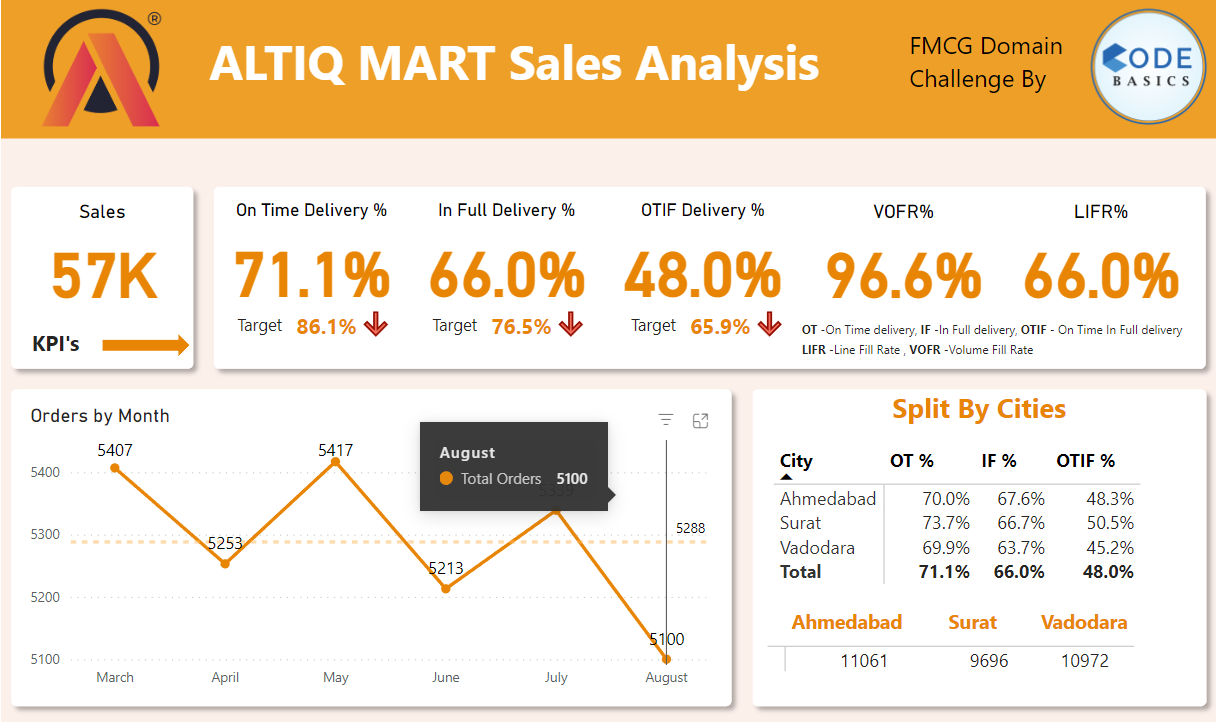 ®
ALTIQ MART Sales Analysis
FMCG Domain
Challenge By
CODE
BASICS
Sales
57K
KPI's
On Time Delivery %
71.1%
Target 86.1%
In Full Delivery %
66.0%
Target 76.5%
OTIF Delivery %
48.0%
Target 65.9%
VOFR%
96.6%
LIFR%
66.0%
OT -On Time delivery, IF -In Full delivery, OTIF - On Time In Full delivery
LIFR -Line Fill Rate , VOFR -Volume Fill Rate
Orders by Month
5407
5417
5253
5213
5100
5288
August
Total Orders 5100
5400
5300
5200
5100
March April May June July August
Split By Cities
City OT % IF % OTIF %
Ahmedabad 70.0% 67.6% 48.3%
Surat 73.7% 66.7% 50.5%
Vadodara 69.9% 63.7% 45.2%
Total 71.1% 66.0% 48.0%
Ahmedabad Surat Vadodara
11061 9696 10972